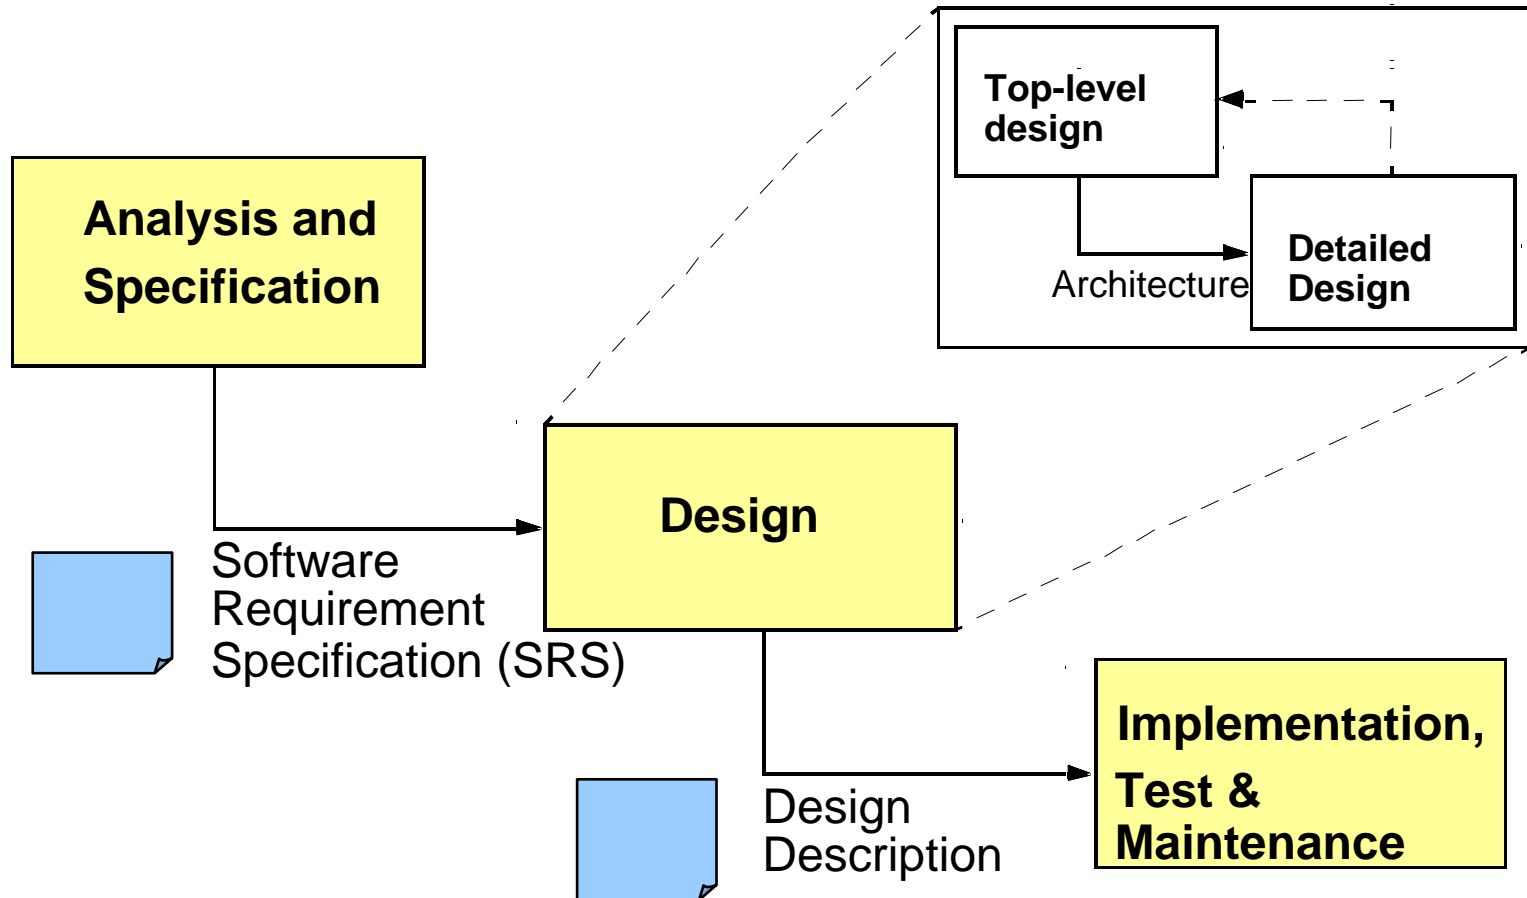 Top-level
design
Architecture
Detailed
Design
Analysis and
Specification
Software
Requirement
Specification (SRS)
Design
Design
Description
Implementation,
Test &
Maintenance